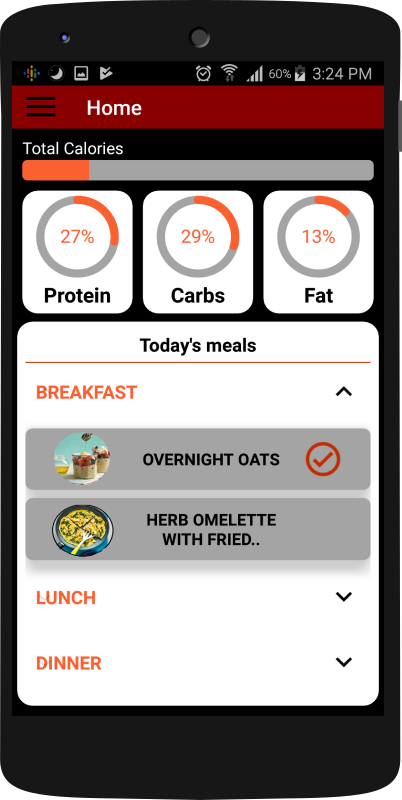 60% 3:24 PM
Home
Total Calories
27% 29% 13%
Protein Carbs Fat
Today's meals
BREAKFAST
OVERNIGHT OATS
HERB OMELETTE
WITH FRIED..
LUNCH
DINNER